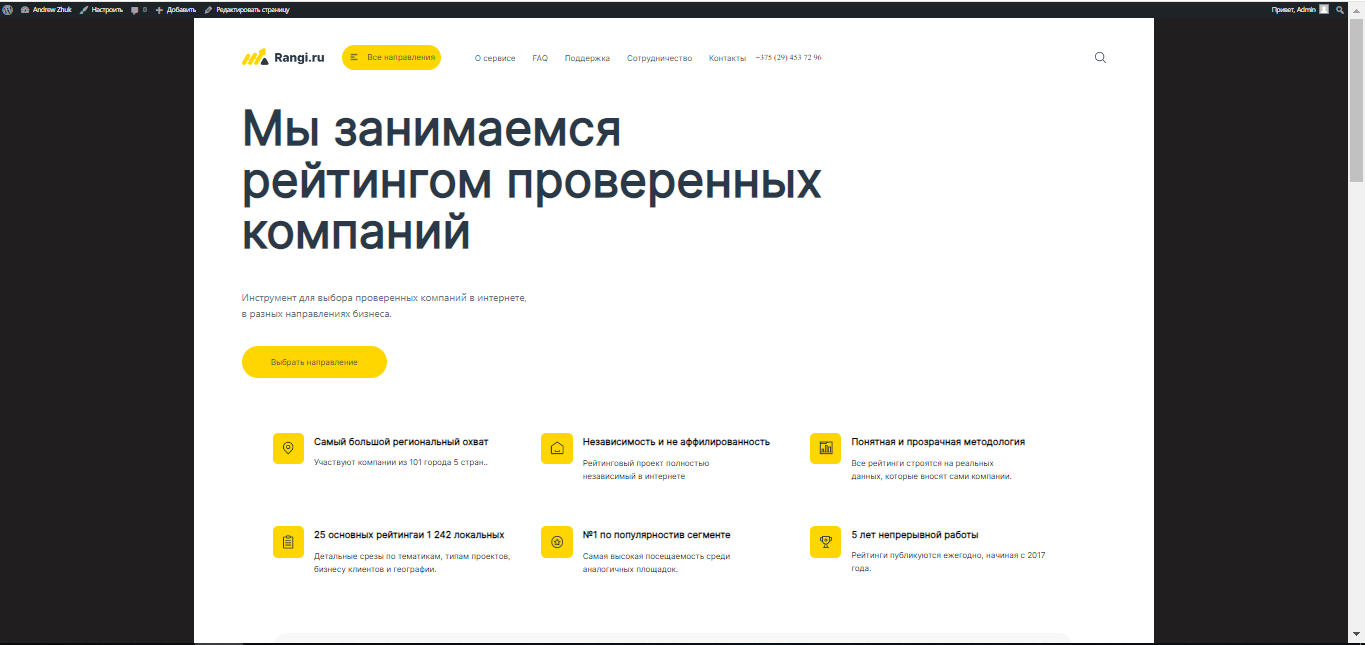 Andrew Zhuk Настроить 0 Добавить Редактировать страницу Привет, Admin
Rangi.ru Все направления О сервисе FAQ Поддержка Сотрудничество Контакты +375 (29) 453 72 96
Мы занимаемся
рейтингом проверенных
компаний
Инструмент для выбора проверенных компаний в интернете,
в разных направлениях бизнеса.
Выбрать направление
Самый большой региональный охват
Участвуют компании из 101 города 5 стран..
Независимость и не аффилированность
Рейтинговый проект полностью
независимый в интернете
Понятная и прозрачная методология
Все рейтинги строятся на реальных
данных, которые вносят сами компании.
25 основных рейтингаи 1 242 локальных
Детальные срезы по тематикам, типам проектов,
бизнесу клиентов и географии.
№1 по популярностив сегменте
Самая высокая посещаемость среди
аналогичных площадок.
5 лет непрерывной работы
Рейтинги публикуются ежегодно, начиная с 2017
года.